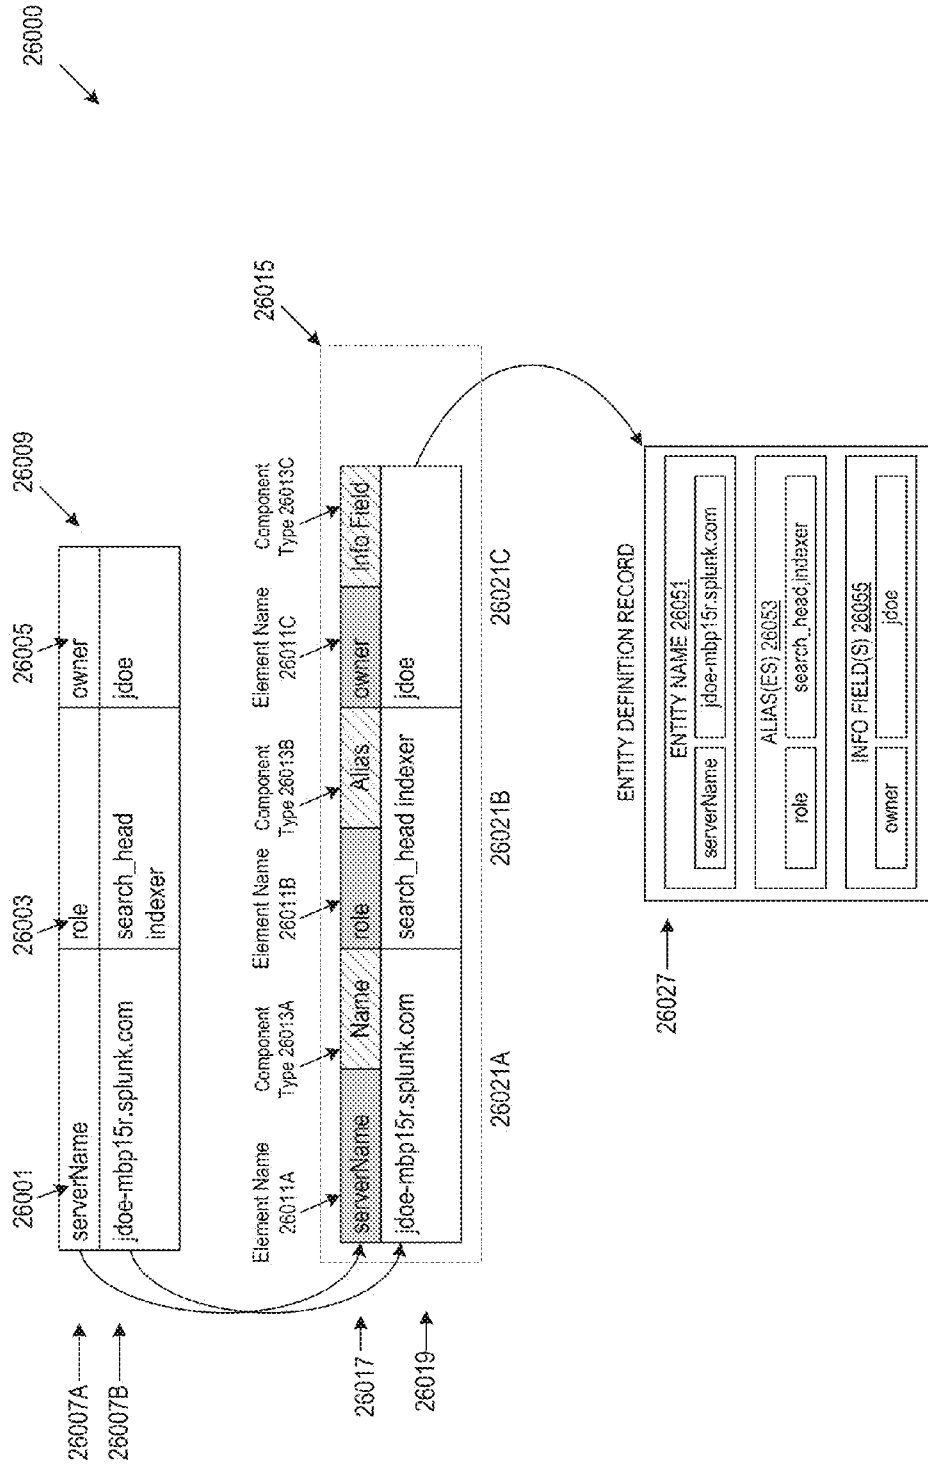 26000
26009
26001
26003
26005
26007A
serverName
role
owner
26007B
jdoe-mbp15r.splunk.com
search_head
indexer
jdoe
26015
Element Name
26011A
Component
Type 26013A
Element Name
26011B
Component
Type 26013B
Element Name
26011C
Component
Type 26013C
26017
serverName
Name
role
Alias
owner
Info Field
26019
jdoe-mbp15r.splunk.com
search_head indexer
jdoe
26021A
26021B
26021C
ENTITY DEFINITION RECORD
26027
ENTITY NAME 26051
serverName
jdoe-mbp15r.splunk.com
ALIAS(ES) 26053
role
search_head,indexer
INFO FIELD(S) 26055
owner
jdoe